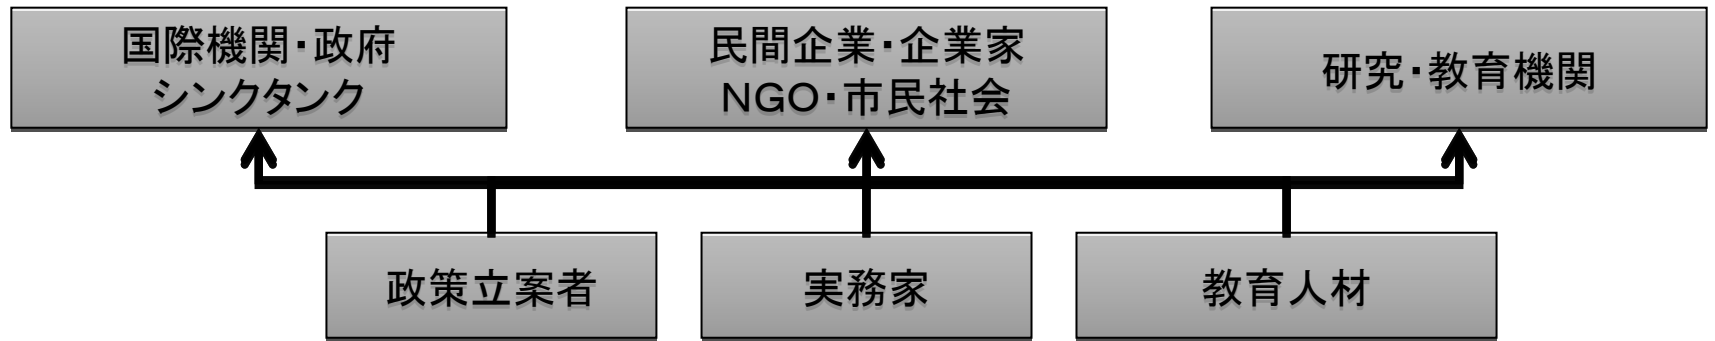 国際機関・政府
シンクタンク
民間企業・企業家
NGO・市民社会
研究・教育機関
政策立案者
実務家
教育人材